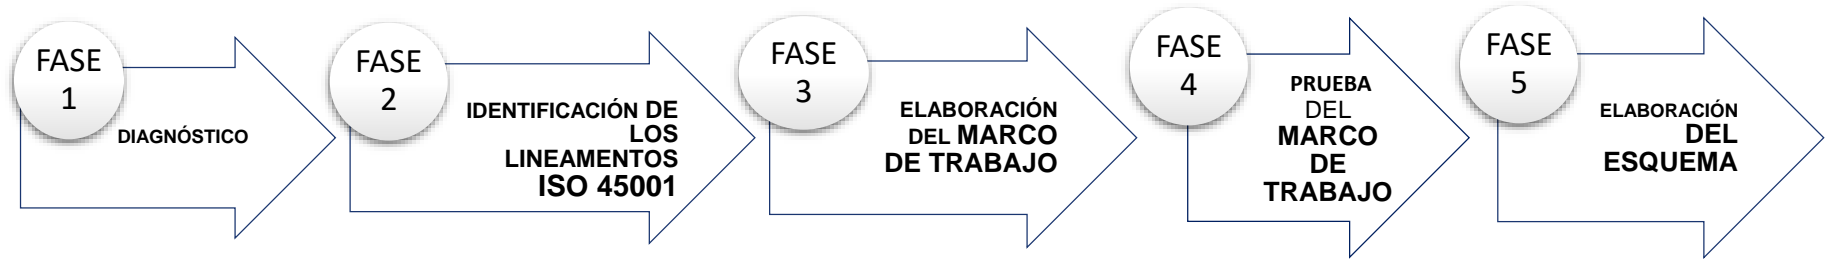 FASE
1
DIAGNÓSTICO
FASE
2
IDENTIFICACIÓN DE
LOS
LINEAMENTOS
ISO 45001
FASE
3
ELABORACIÓN
DEL MARCO
DE TRABAJO
FASE
4
PRUEBA
DEL
MARCO
DE
TRABAJO
FASE
5
ELABORACIÓN
DEL
ESQUEMA